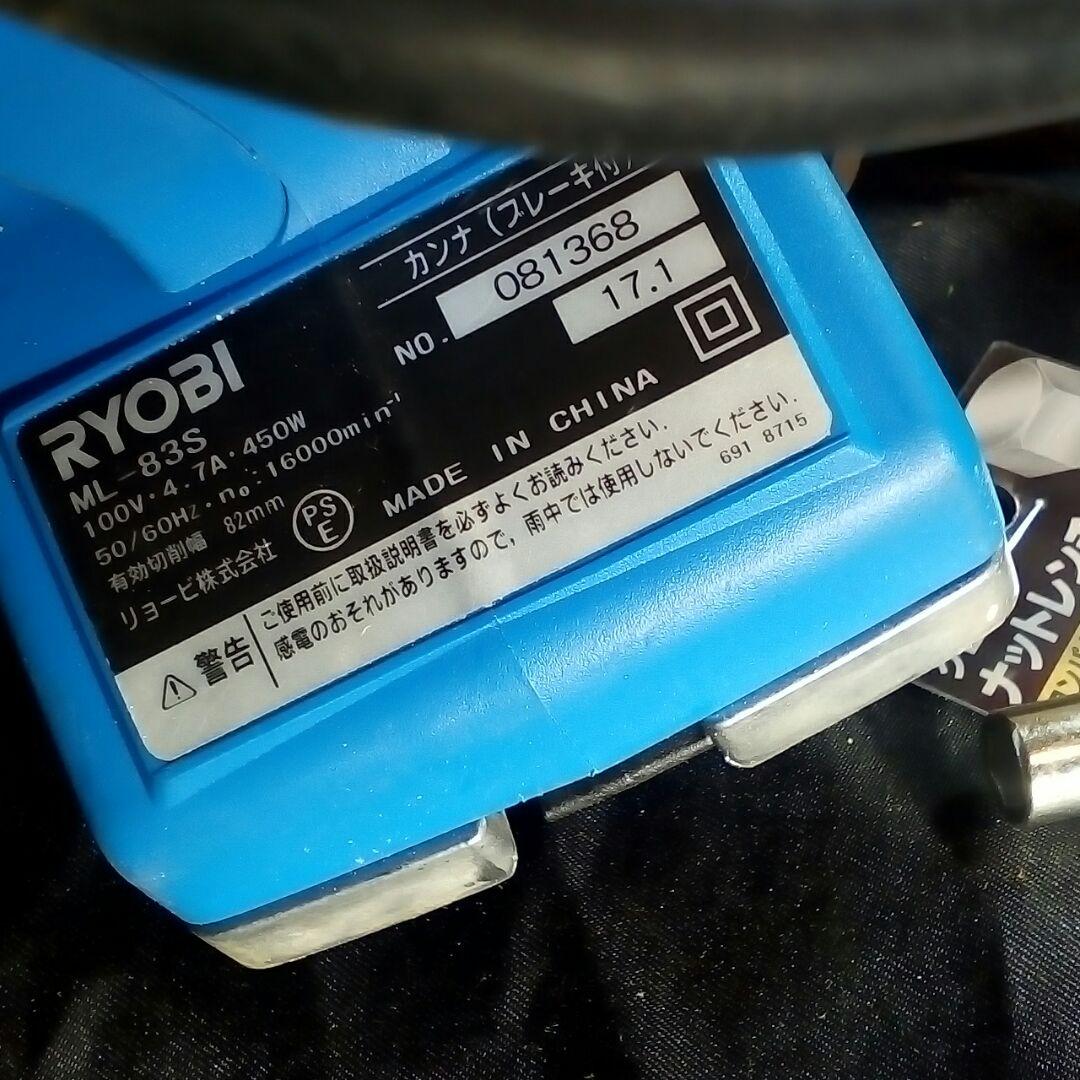 カンナ（ブレーキ付）
NO. 081368
17.1
RYOBI
ML-83S
100V・4.7A・450W
50/60Hz・n₀:16000min⁻¹
有効切削幅 82mm
リョービ株式会社
PS
E
MADE IN CHINA
警告
ご使用前に取扱説明書を必ずよくお読みください.
感電のおそれがありますので，雨中では使用しないでください.
691 8715
ナットレンチ